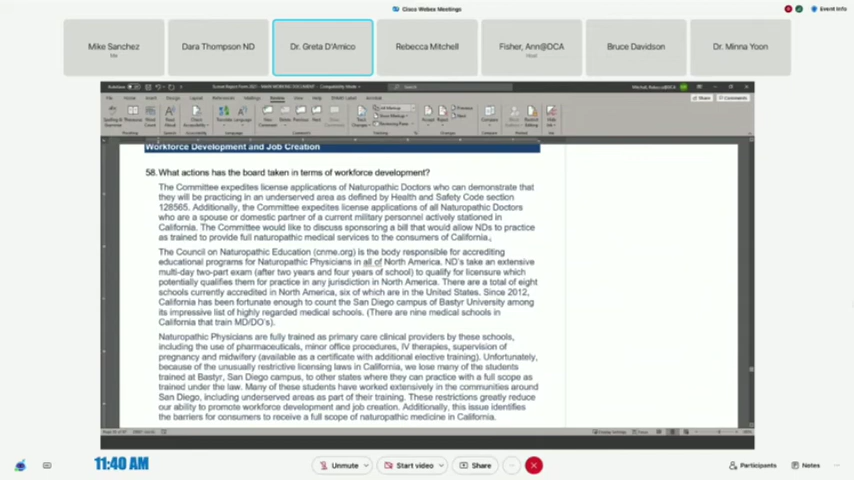 Cisco Webex Meetings
Event info
Mike Sanchez
Me
Dara Thompson ND
Dr. Greta D'Amico
Rebecca Mitchell
Fisher, Ann@DCA
Host
Bruce Davidson
Dr. Minna Yoon
Share
Comments
Workforce Development and Job Creation
58. What actions has the board taken in terms of workforce development?
The Committee expedites license applications of Naturopathic Doctors who can demonstrate that
they will be practicing in an underserved area as defined by Health and Safety Code section
128565. Additionally, the Committee expedites license applications of all Naturopathic Doctors
who are a spouse or domestic partner of a current military personnel actively stationed in
California. The Committee would like to discuss sponsoring a bill that would allow NDs to practice
as trained to provide full naturopathic medical services to the consumers of California.
The Council on Naturopathic Education (cnme.org) is the body responsible for accrediting
educational programs for Naturopathic Physicians in all of North America. ND's take an extensive
multi-day two-part exam (after two years and four years of school) to qualify for licensure which
potentially qualifies them for practice in any jurisdiction in North America. There are a total of eight
schools currently accredited in North America, six of which are in the United States. Since 2012,
California has been fortunate enough to count the San Diego campus of Bastyr University among
its impressive list of highly regarded medical schools. (There are nine medical schools in
California that train MD/DO's).
Naturopathic Physicians are fully trained as primary care clinical providers by these schools,
including the use of pharmaceuticals, minor office procedures, IV therapies, supervision of
pregnancy and midwifery (available as a certificate with additional elective training). Unfortunately,
because of the unusually restrictive licensing laws in California, we lose many of the students
trained at Bastyr, San Diego campus, to other states where they can practice with a full scope as
trained under the law. Many of these students have worked extensively in the communities around
San Diego, including underserved areas as part of their training. These restrictions greatly reduce
our ability to promote workforce development and job creation. Additionally, this issue identifies
the barriers for consumers to receive a full scope of naturopathic medicine in California.
11:40 AM
Unmute
Start video
Share
Participants
Notes